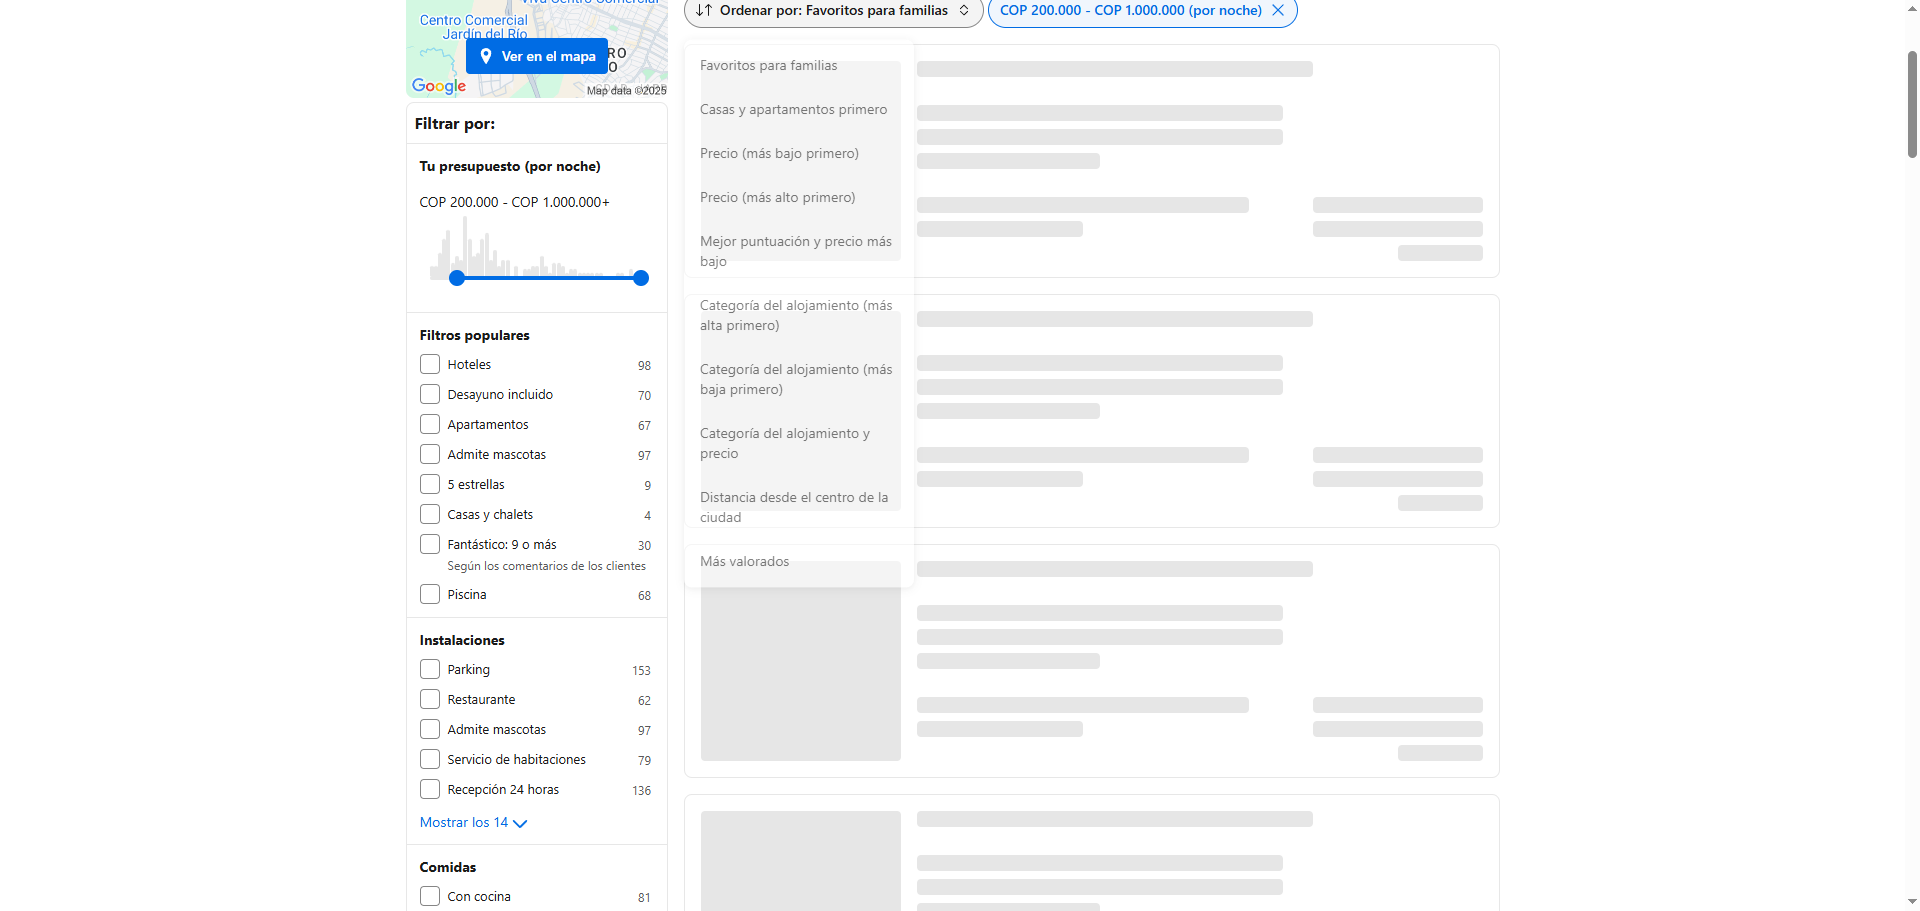 Viva Centro Comercial
Centro Comercial
Jardín del Río
Ver en el mapa
RO
O
Google
Map data ©2025
Ordenar por: Favoritos para familias
COP 200.000 - COP 1.000.000 (por noche)
Filtrar por:
Tu presupuesto (por noche)
COP 200.000 - COP 1.000.000+
Filtros populares
Hoteles 98
Desayuno incluido 70
Apartamentos 67
Admite mascotas 97
5 estrellas 9
Casas y chalets 4
Fantástico: 9 o más 30
Según los comentarios de los clientes
Piscina 68
Instalaciones
Parking 153
Restaurante 62
Admite mascotas 97
Servicio de habitaciones 79
Recepción 24 horas 136
Mostrar los 14
Comidas
Con cocina 81
Favoritos para familias
Casas y apartamentos primero
Precio (más bajo primero)
Precio (más alto primero)
Mejor puntuación y precio más
bajo
Categoría del alojamiento (más
alta primero)
Categoría del alojamiento (más
baja primero)
Categoría del alojamiento y
precio
Distancia desde el centro de la
ciudad
Más valorados